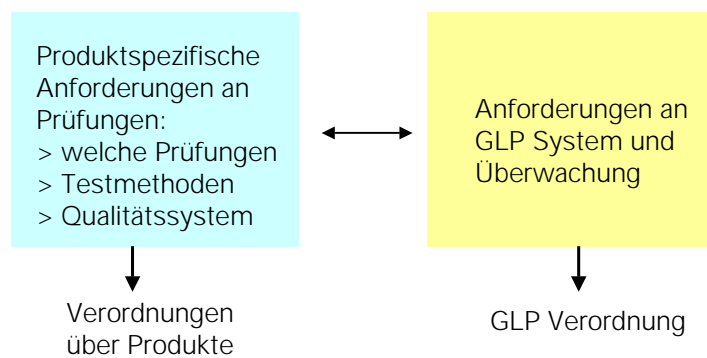 Produktspezifische
Anforderungen an
Prüfungen:
> welche Prüfungen
> Testmethoden
> Qualitätssystem
Anforderungen an
GLP System und
Überwachung
Verordnungen
über Produkte
GLP Verordnung